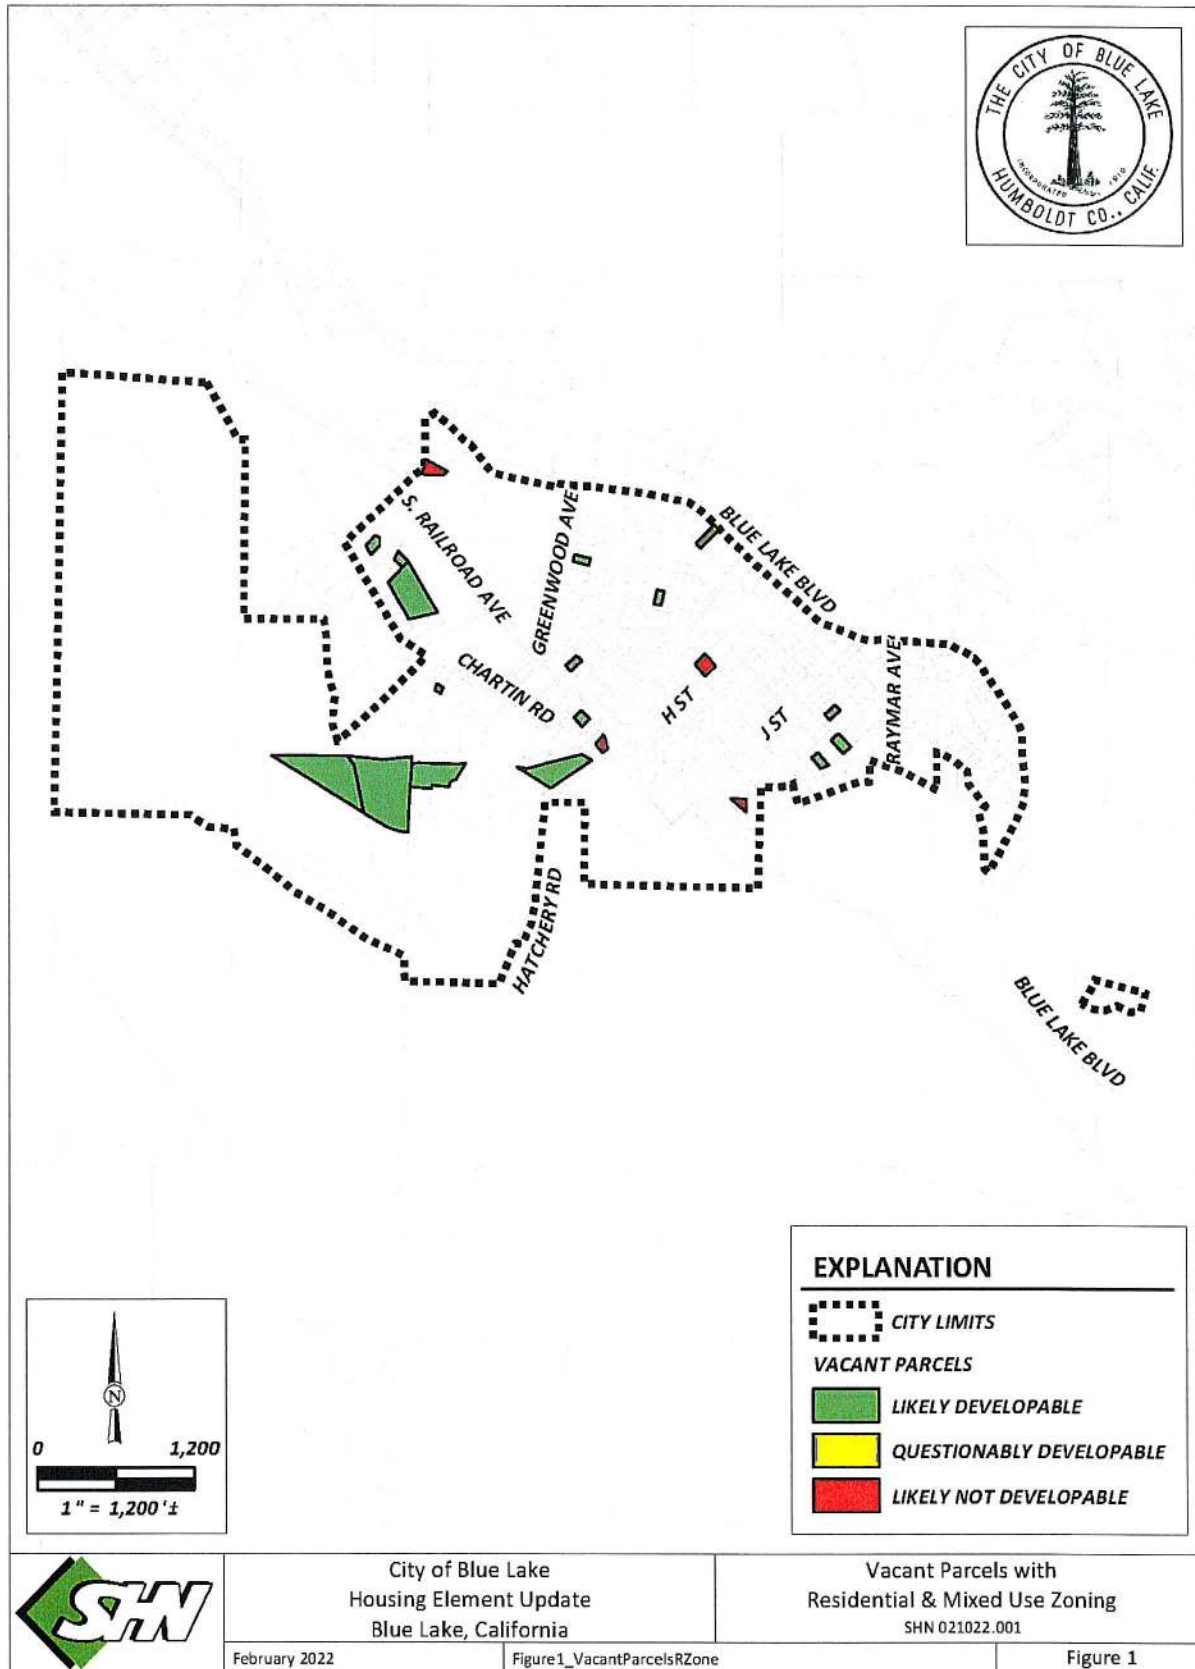 THE CITY OF BLUE LAKE
INCORPORATED 1910
HUMBOLDT CO., CALIF.
S. RAILROAD AVE
GREENWOOD AVE
BLUE LAKE BLVD
CHARTIN RD
H ST
J ST
RAYMAR AVE
HATCHERY RD
BLUE LAKE BLVD
EXPLANATION
CITY LIMITS
VACANT PARCELS
LIKELY DEVELOPABLE
QUESTIONABLY DEVELOPABLE
LIKELY NOT DEVELOPABLE
N
0 1,200
1 " = 1,200 '±
SHN
City of Blue Lake
Housing Element Update
Blue Lake, California
Vacant Parcels with
Residential & Mixed Use Zoning
SHN 021022.001
February 2022
Figure1_VacantParcelsRZone
Figure 1